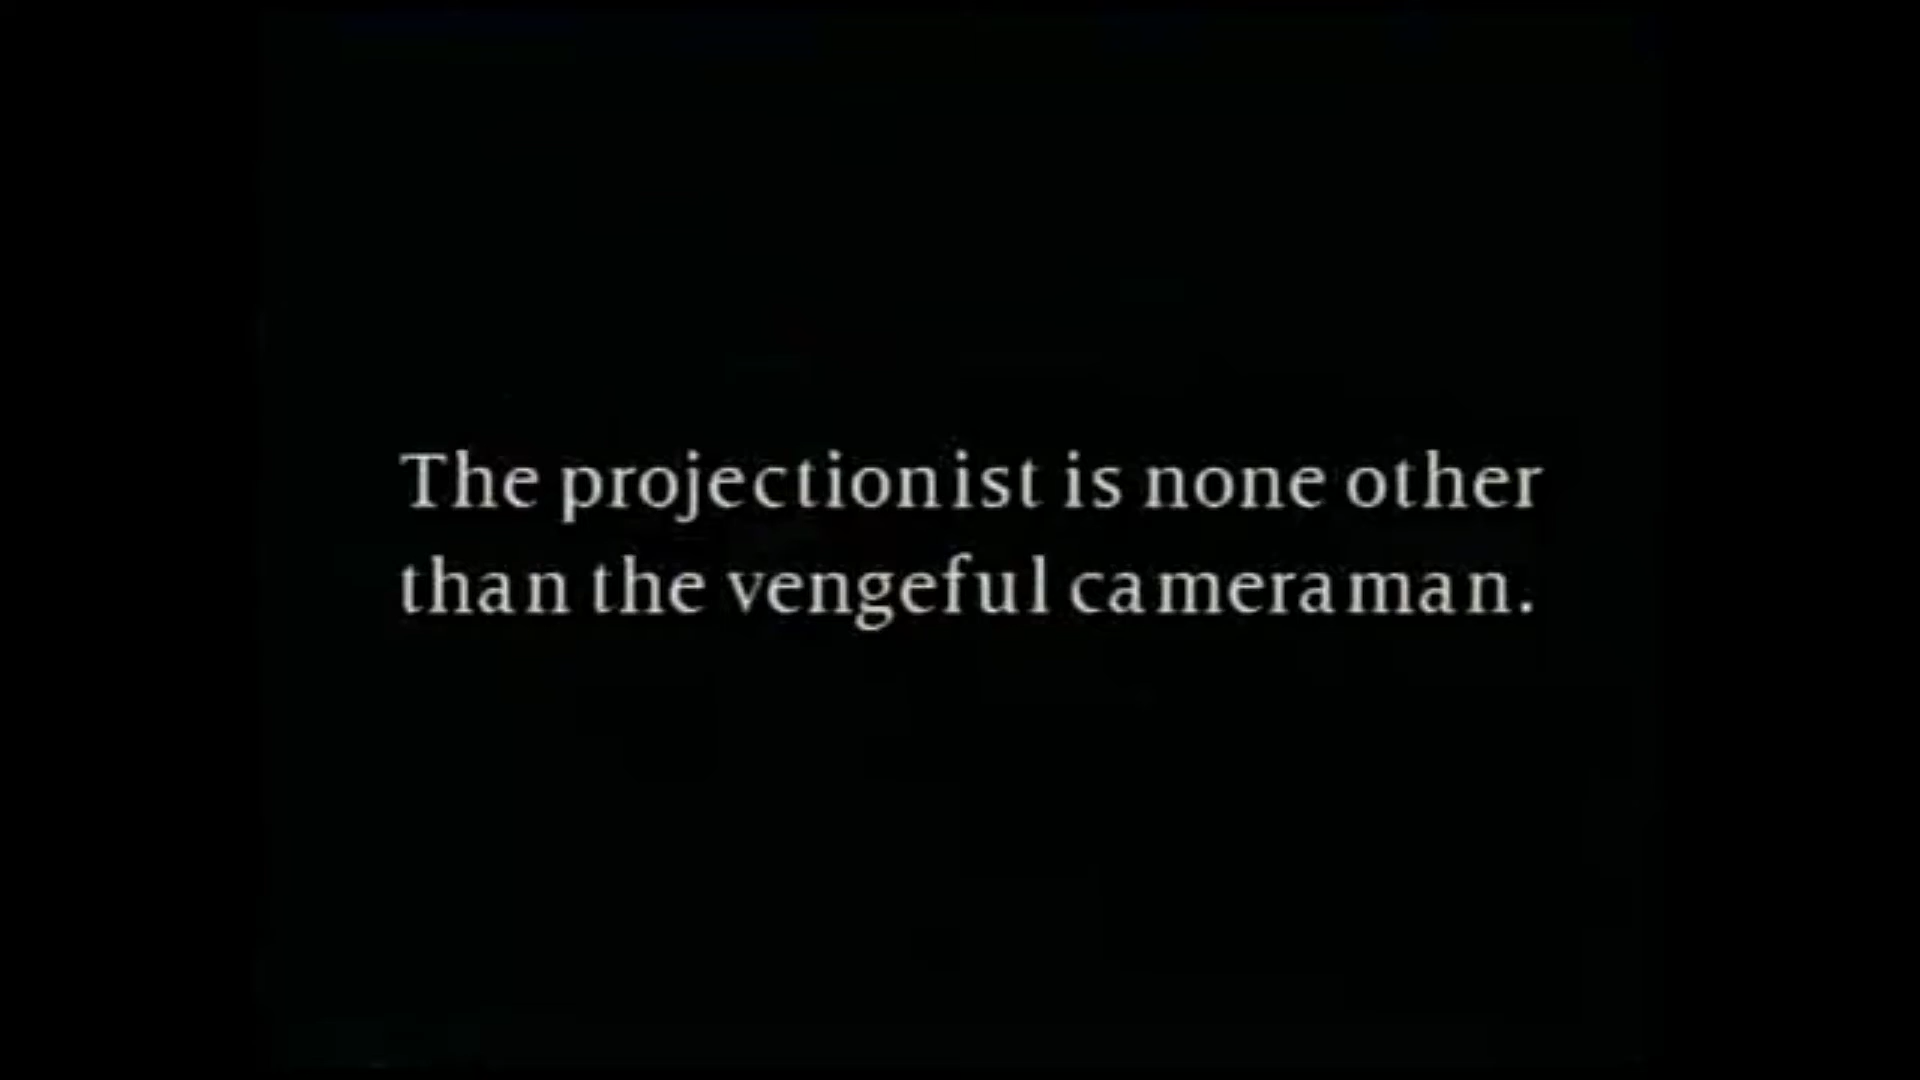 The projectionist is none other
than the vengeful cameraman.